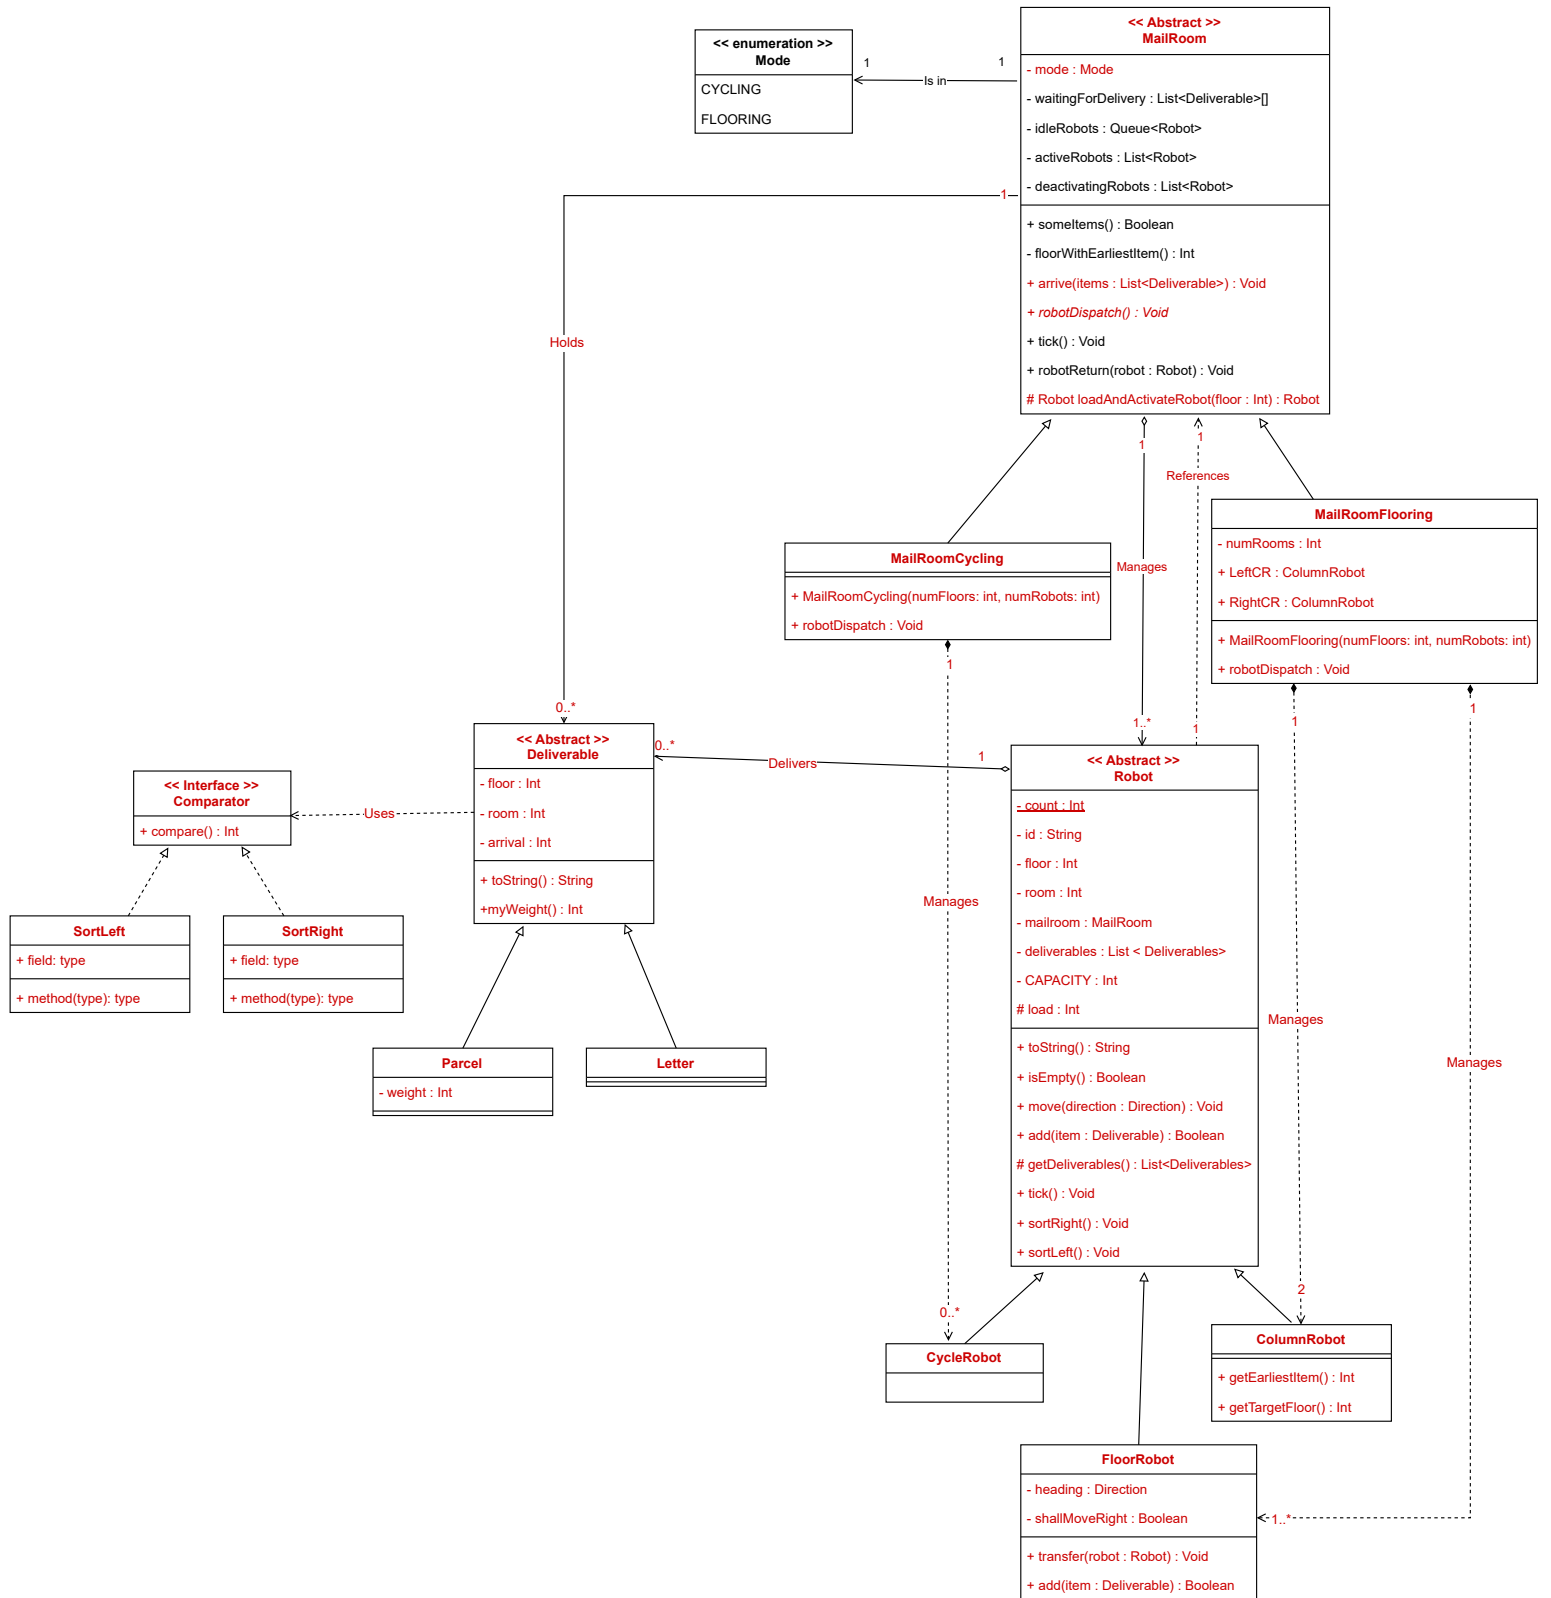 << enumeration >>
Mode
CYCLING
FLOORING
1
Is in
1
<< Abstract >>
MailRoom
- mode : Mode
- waitingForDelivery : List<Deliverable>[]
- idleRobots : Queue<Robot>
- activeRobots : List<Robot>
- deactivatingRobots : List<Robot>
+ someItems() : Boolean
- floorWithEarliestItem() : Int
+ arrive(items : List<Deliverable>) : Void
+ robotDispatch() : Void
+ tick() : Void
+ robotReturn(robot : Robot) : Void
# Robot loadAndActivateRobot(floor : Int) : Robot
1
Holds
0..*
1
Manages
1..*
1
References
1
MailRoomCycling
+ MailRoomCycling(numFloors: int, numRobots: int)
+ robotDispatch : Void
MailRoomFlooring
- numRooms : Int
+ LeftCR : ColumnRobot
+ RightCR : ColumnRobot
+ MailRoomFlooring(numFloors: int, numRobots: int)
+ robotDispatch : Void
<< Abstract >>
Deliverable
- floor : Int
- room : Int
- arrival : Int
+ toString() : String
+myWeight() : Int
0..*
Delivers
1
<< Interface >>
Comparator
+ compare() : Int
Uses
SortLeft
+ field: type
+ method(type): type
SortRight
+ field: type
+ method(type): type
Parcel
- weight : Int
Letter
<< Abstract >>
Robot
- count : Int
- id : String
- floor : Int
- room : Int
- mailroom : MailRoom
- deliverables : List < Deliverables>
- CAPACITY : Int
# load : Int
+ toString() : String
+ isEmpty() : Boolean
+ move(direction : Direction) : Void
+ add(item : Deliverable) : Boolean
# getDeliverables() : List<Deliverables>
+ tick() : Void
+ sortRight() : Void
+ sortLeft() : Void
1
Manages
0..*
1
Manages
2
1
Manages
1..*
CycleRobot
ColumnRobot
+ getEarliestItem() : Int
+ getTargetFloor() : Int
FloorRobot
- heading : Direction
- shallMoveRight : Boolean
+ transfer(robot : Robot) : Void
+ add(item : Deliverable) : Boolean